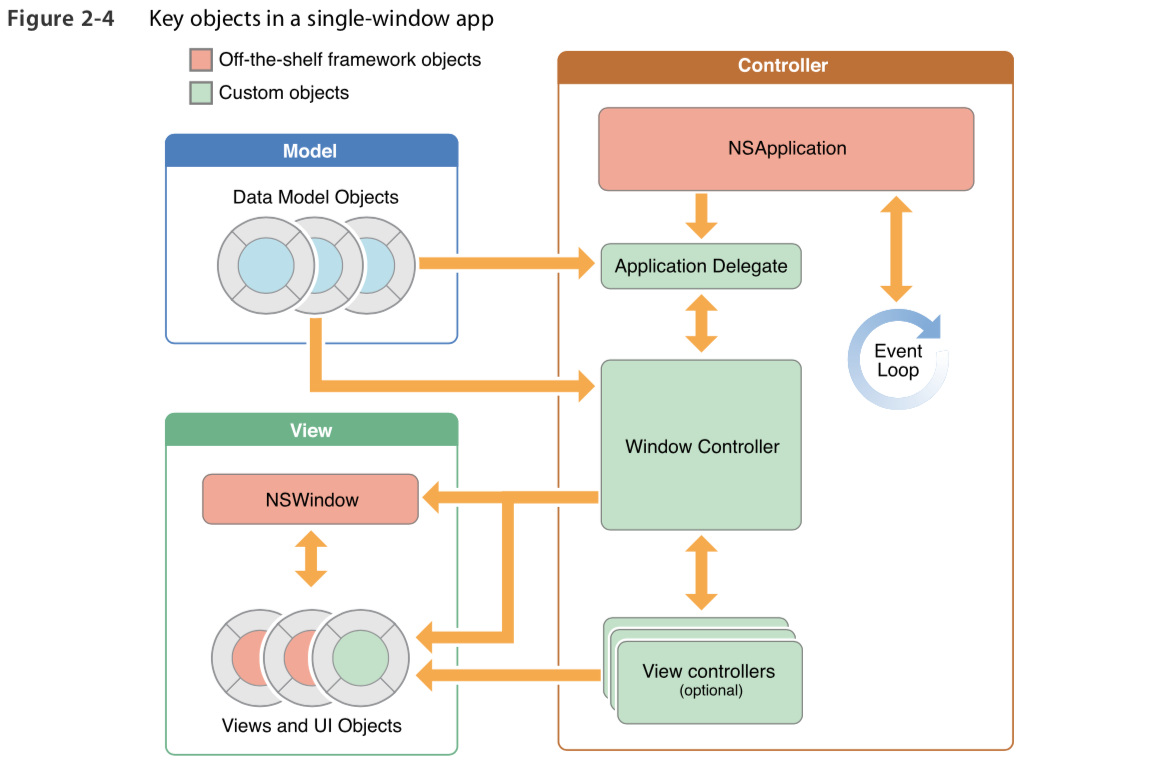 Figure 2-4 Key objects in a single-window app
Off-the-shelf framework objects
Custom objects
Model
Data Model Objects
View
NSWindow
Views and UI Objects
Controller
NSApplication
Application Delegate
Event
Loop
Window Controller
View controllers
(optional)